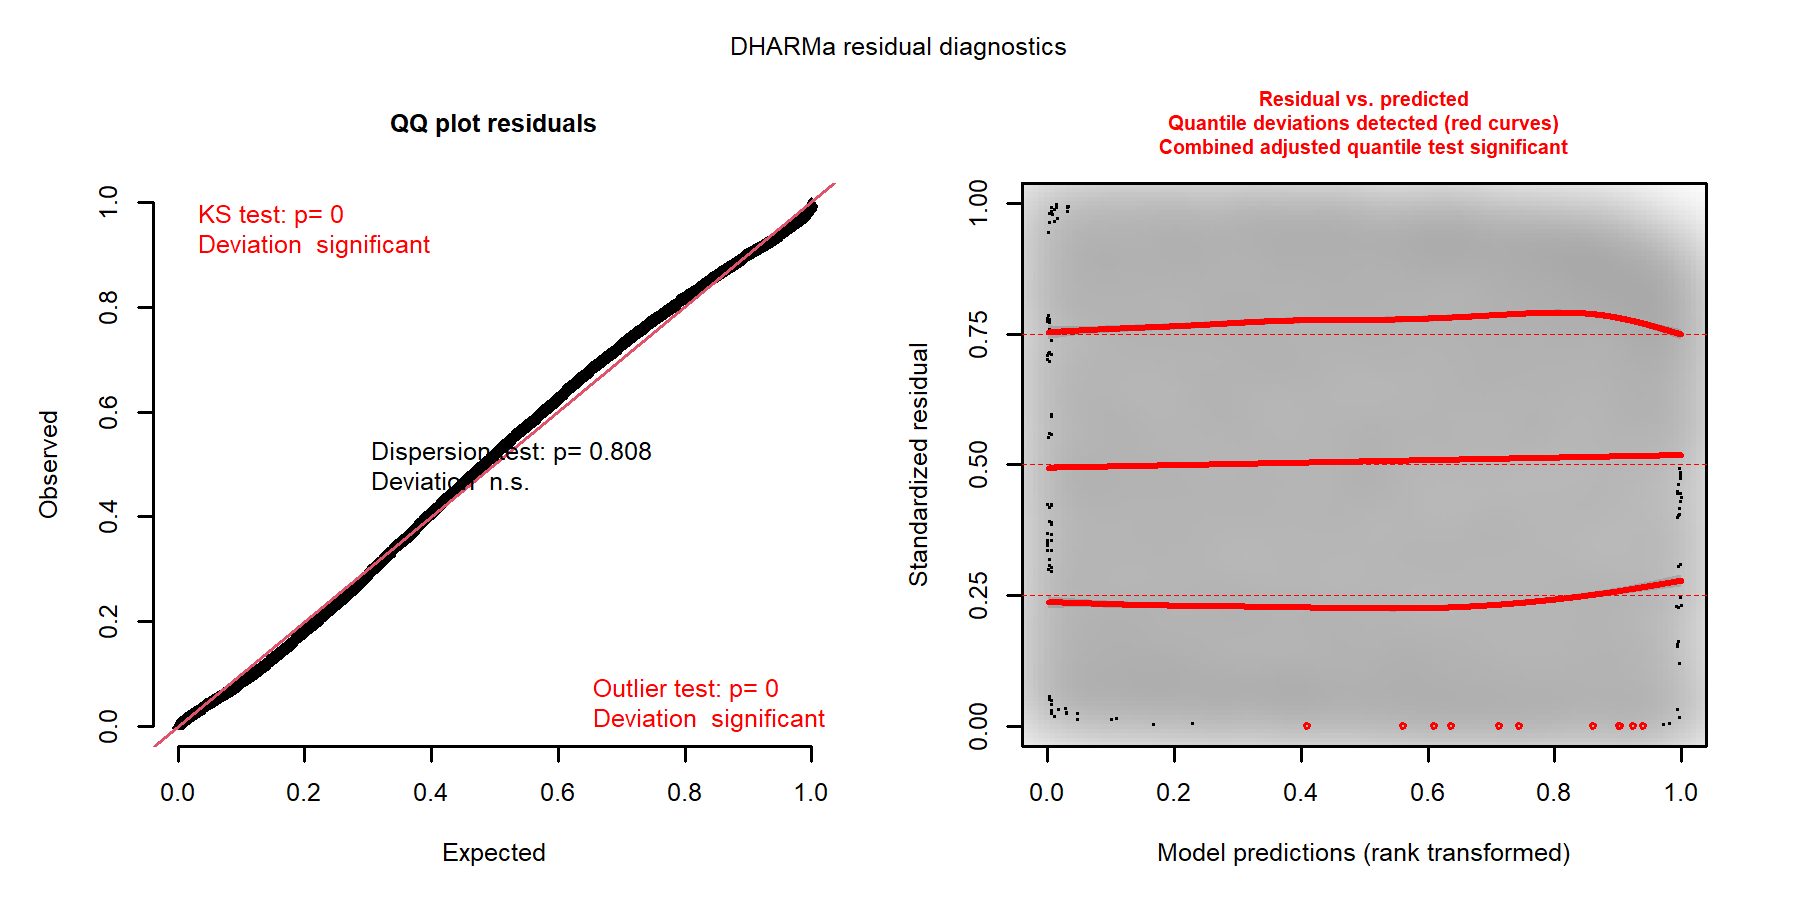 DHARMa residual diagnostics
QQ plot residuals
KS test: p= 0
Deviation  significant
Dispersion test: p= 0.808
Deviation  n.s.
Outlier test: p= 0
Deviation  significant
Observed
0.0 0.2 0.4 0.6 0.8 1.0
0.0 0.2 0.4 0.6 0.8 1.0
Expected
Residual vs. predicted
Quantile deviations detected (red curves)
Combined adjusted quantile test significant
Standardized residual
0.00 0.25 0.50 0.75 1.00
0.0 0.2 0.4 0.6 0.8 1.0
Model predictions (rank transformed)